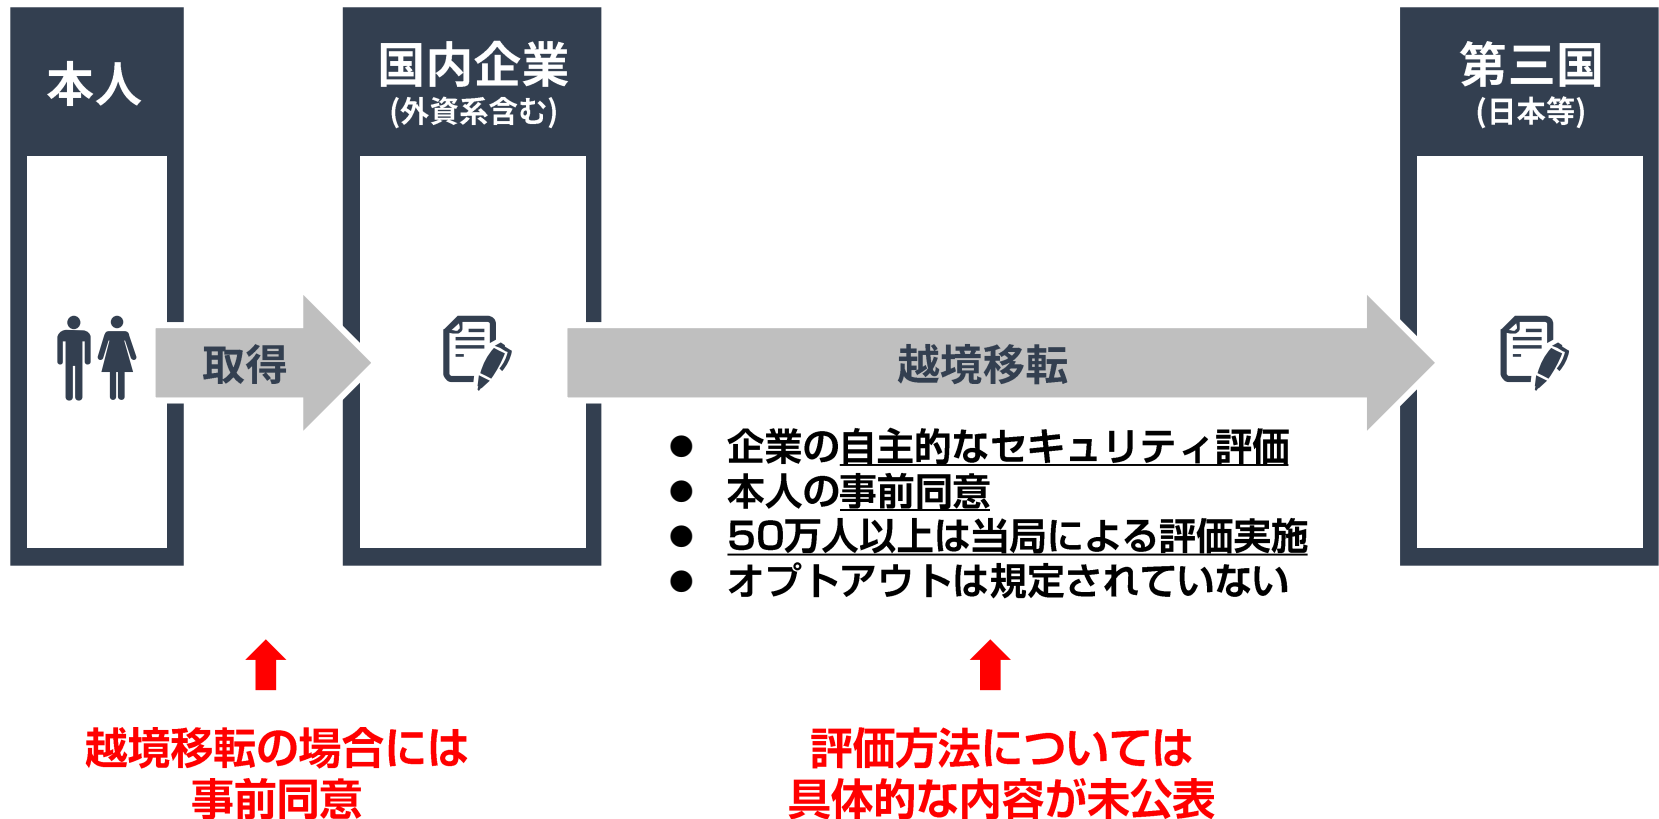 本人
国内企業
(外資系含む)
第三国
(日本等)
取得
越境移転
● 企業の自主的なセキュリティ評価
● 本人の事前同意
● 50万人以上は当局による評価実施
● オプトアウトは規定されていない
越境移転の場合には
事前同意
評価方法については
具体的な内容が未公表